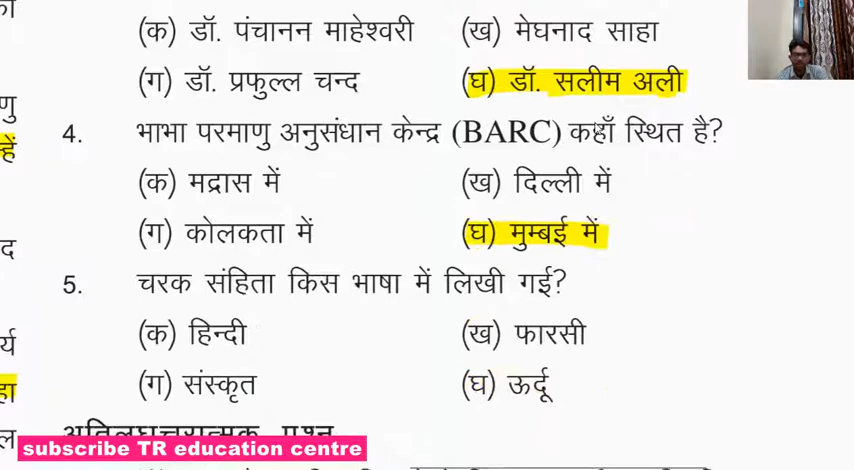 (क) डॉ. पंचानन माहेश्वरी (ख) मेघनाद साहा
(ग) डॉ. प्रफुल्ल चन्द (घ) डॉ. सलीम अली
4. भाभा परमाणु अनुसंधान केन्द्र (BARC) कहाँ स्थित है?
(क) मद्रास में (ख) दिल्ली में
(ग) कोलकता में (घ) मुम्बई में
5. चरक संहिता किस भाषा में लिखी गई?
(क) हिन्दी (ख) फारसी
(ग) संस्कृत (घ) ऊर्दू
subscribe TR education centre